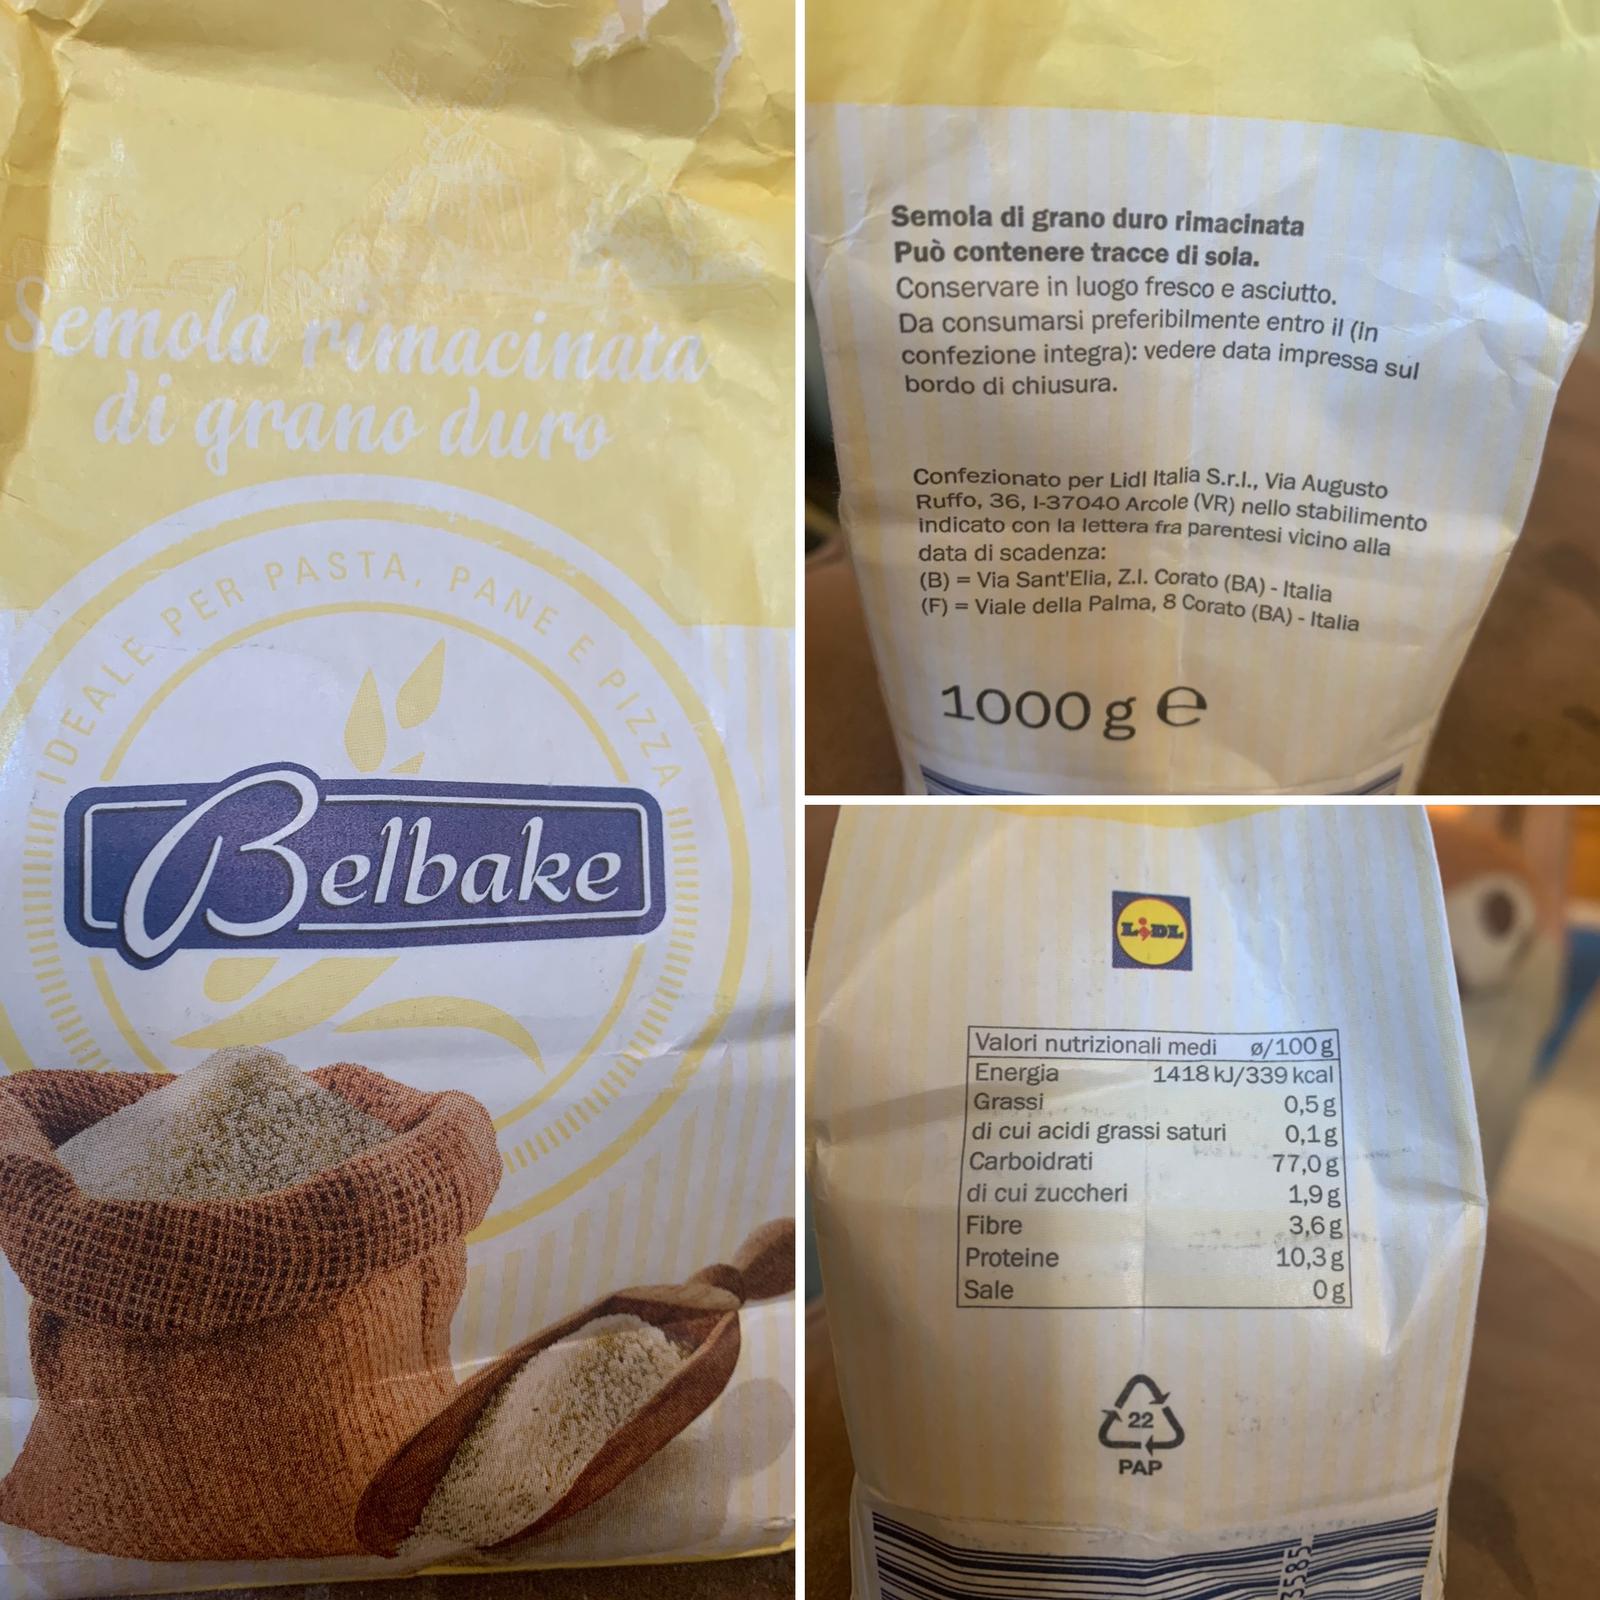 Semola rimacinata
di grano duro
IDEALE PER PASTA, PANE E PIZZA
Belbake
Semola di grano duro rimacinata
Può contenere tracce di soia.
Conservare in luogo fresco e asciutto.
Da consumarsi preferibilmente entro il (in
confezione integra): vedere data impressa sul
bordo di chiusura.
Confezionato per Lidl Italia S.r.l., Via Augusto
Ruffo, 36, I-37040 Arcole (VR) nello stabilimento
indicato con la lettera fra parentesi vicino alla
data di scadenza:
(B) = Via Sant'Elia, Z.I. Corato (BA) - Italia
(F) = Viale della Palma, 8 Corato (BA) - Italia
1000 g e
LIDL
Valori nutrizionali medi ø/100 g
Energia 1418 kJ/339 kcal
Grassi 0,5 g
di cui acidi grassi saturi 0,1 g
Carboidrati 77,0 g
di cui zuccheri 1,9 g
Fibre 3,6 g
Proteine 10,3 g
Sale 0 g
22
PAP